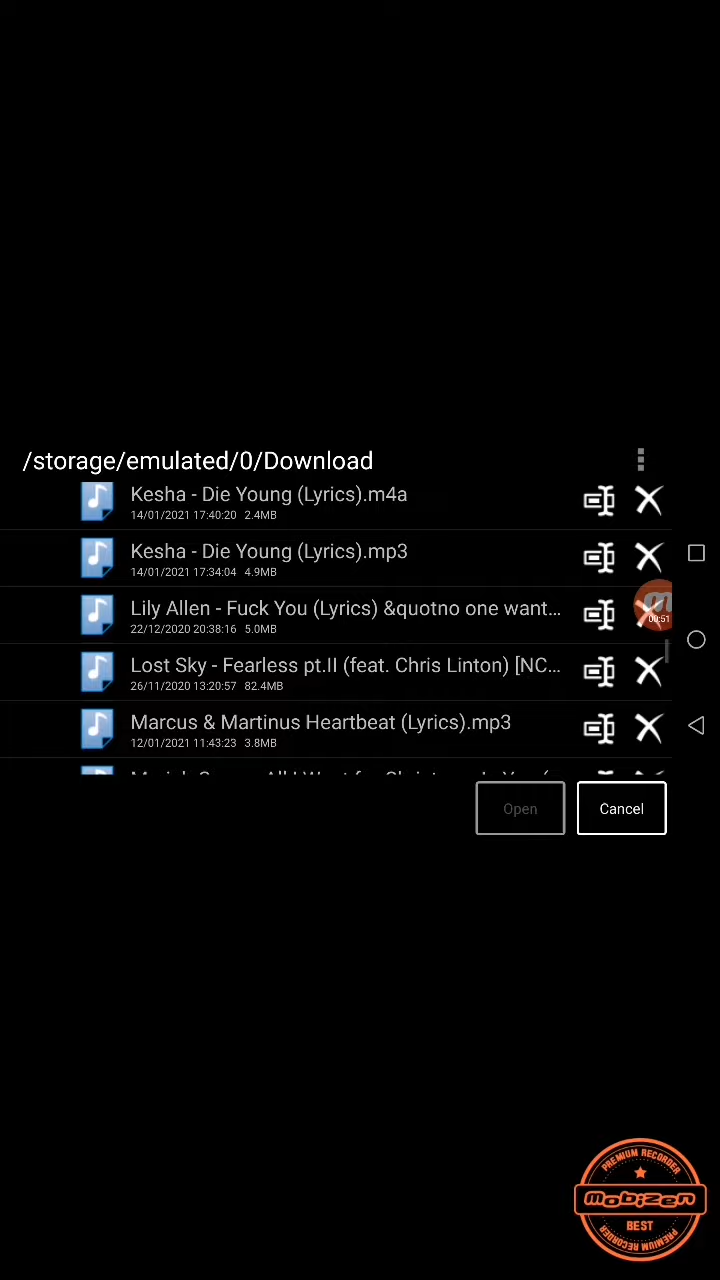 /storage/emulated/0/Download
Kesha - Die Young (Lyrics).m4a
14/01/2021 17:40:20 2.4MB
Kesha - Die Young (Lyrics).mp3
14/01/2021 17:34:04 4.9MB
Lily Allen - Fuck You (Lyrics) &quotno one want...
22/12/2020 20:38:16 5.0MB
00:51
Lost Sky - Fearless pt.II (feat. Chris Linton) [NC...
26/11/2020 13:20:57 82.4MB
Marcus & Martinus Heartbeat (Lyrics).mp3
12/01/2021 11:43:23 3.8MB
Open
Cancel
PREMIUM RECORDER
Mobizen
BEST
PREMIUM RECORDER